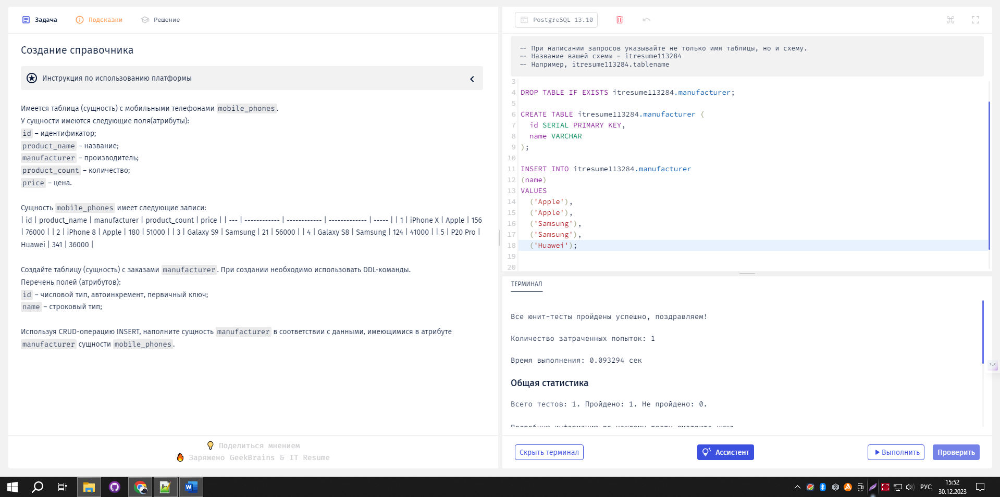 Задача
Подсказки
Решение
Создание справочника
Инструкция по использованию платформы
Имеется таблица (сущность) с мобильными телефонами mobile_phones.
У сущности имеются следующие поля(атрибуты):
id – идентификатор;
product_name – название;
manufacturer – производитель;
product_count – количество;
price – цена.
Сущность mobile_phones имеет следующие записи:
| id | product_name | manufacturer | product_count | price | | --- | ------------ | ------------ | ------------- | ----- | | 1 | iPhone X | Apple | 156
| 76000 | | 2 | iPhone 8 | Apple | 180 | 51000 | | 3 | Galaxy S9 | Samsung | 21 | 56000 | | 4 | Galaxy S8 | Samsung | 124 | 41000 | | 5 | P20 Pro |
Huawei | 341 | 36000 |
Создайте таблицу (сущность) с заказами manufacturer. При создании необходимо использовать DDL-команды.
Перечень полей (атрибутов):
id – числовой тип, автоинкремент, первичный ключ;
name – строковый тип;
Используя CRUD-операцию INSERT, наполните сущность manufacturer в соответствии с данными, имеющимися в атрибуте
manufacturer сущности mobile_phones.
Поделиться мнением
Заряжено GeekBrains & IT Resume
PostgreSQL 13.10
-- При написании запросов указывайте не только имя таблицы, но и схему.
-- Название вашей схемы - itresume113284
-- Например, itresume113284.tablename
3
4 DROP TABLE IF EXISTS itresume113284.manufacturer;
5
6 CREATE TABLE itresume113284.manufacturer (
7 id SERIAL PRIMARY KEY,
8 name VARCHAR
9 );
10
11 INSERT INTO itresume113284.manufacturer
12 (name)
13 VALUES
14 ('Apple'),
15 ('Apple'),
16 ('Samsung'),
17 ('Samsung'),
18 ('Huawei');
19
20
ТЕРМИНАЛ
Все юнит-тесты пройдены успешно, поздравляем!
Количество затраченных попыток: 1
Время выполнения: 0.093294 сек
Общая статистика
Всего тестов: 1. Пройдено: 1. Не пройдено: 0.
Скрыть терминал
Ассистент
Выполнить
Проверить
РУС
15:52
30.12.2023